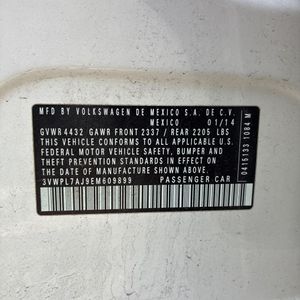 MFD BY VOLKSWAGEN DE MEXICO S.A. DE C.V.
MEXICO 01/14
GVWR 4432 GAWR FRONT 2337 / REAR 2205 LBS
THIS VEHICLE CONFORMS TO ALL APPLICABLE U.S.
FEDERAL MOTOR VEHICLE SAFETY, BUMPER AND
THEFT PREVENTION STANDARDS IN EFFECT ON
THE DATE OF MANUFACTURE SHOWN ABOVE
3VWPL7AJ9EM609899 PASSENGER CAR
0415133 1084 M